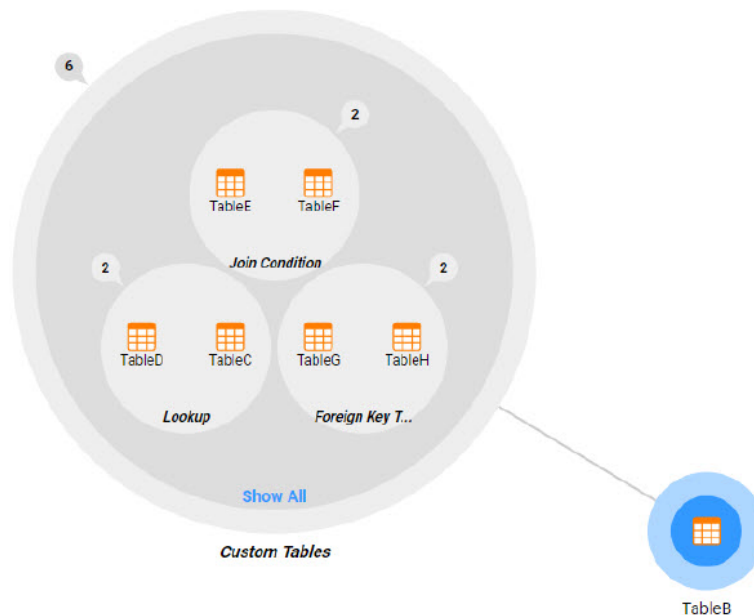 6
2
TableE TableF
Join Condition
2
2
TableD TableC
TableG TableH
Lookup
Foreign Key T...
Show All
Custom Tables
TableB